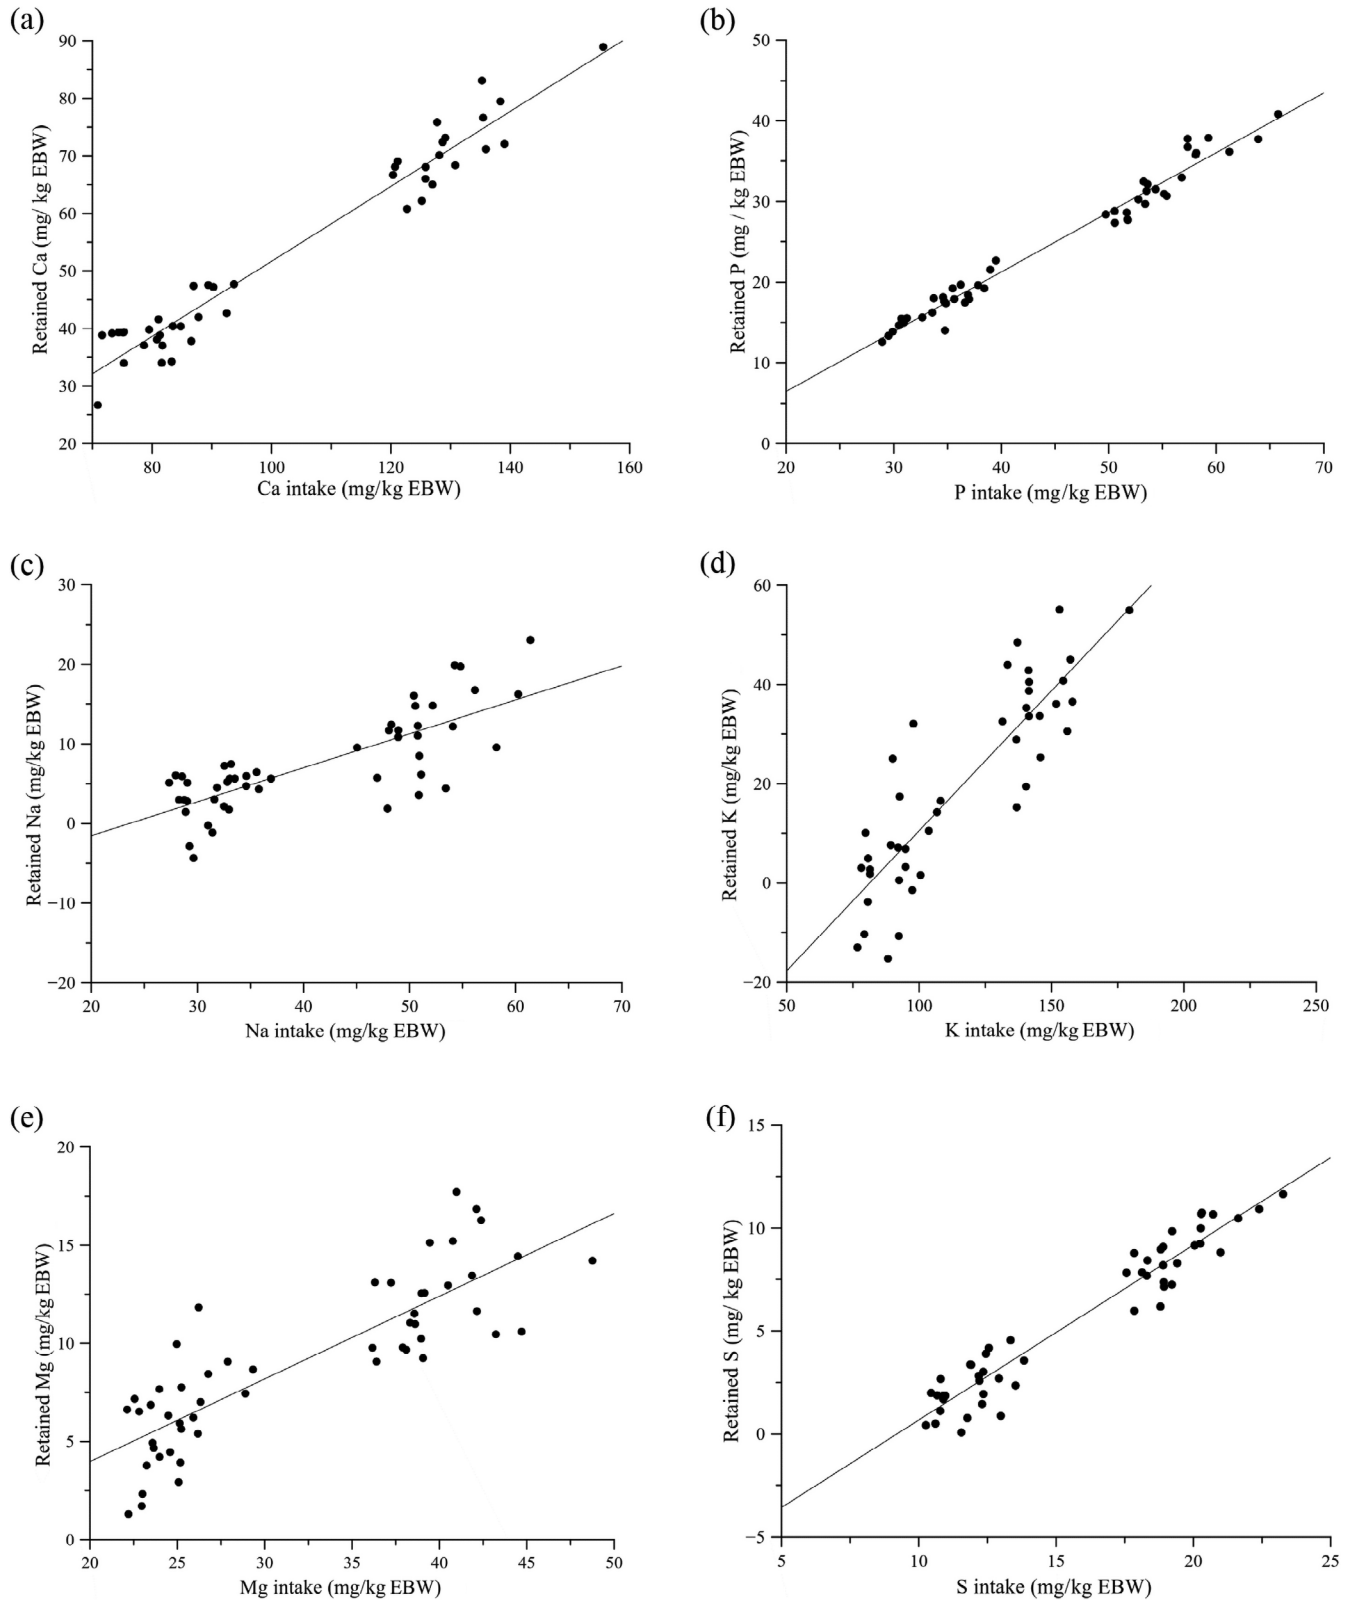 (a)
90
80
70
60
50
40
30
20
Retained Ca (mg/ kg EBW)
80 100 120 140 160
Ca intake (mg/kg EBW)
(b)
50
40
30
20
10
0
Retained P (mg / kg EBW)
20 30 40 50 60 70
P intake (mg/kg EBW)
(c)
30
20
10
0
−10
−20
Retained Na (mg/kg EBW)
20 30 40 50 60 70
Na intake (mg/kg EBW)
(d)
60
40
20
0
−20
Retained K (mg/kg EBW)
50 100 150 200 250
K intake (mg/kg EBW)
(e)
20
15
10
5
0
Retained Mg (mg/kg EBW)
20 25 30 35 40 45 50
Mg intake (mg/kg EBW)
(f)
15
10
5
0
−5
Retained S (mg/ kg EBW)
5 10 15 20 25
S intake (mg/kg EBW)